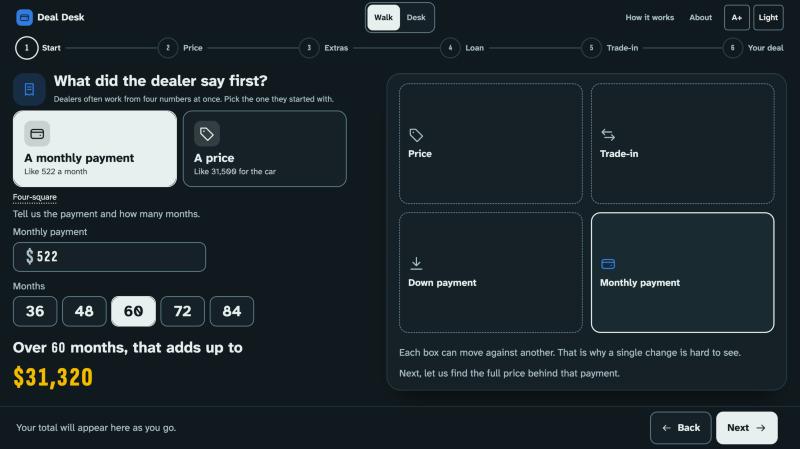 Deal Desk
Walk
Desk
How it works
About
A+
Light
1 Start
2 Price
3 Extras
4 Loan
5 Trade-in
6 Your deal
What did the dealer say first?
Dealers often work from four numbers at once. Pick the one they started with.
A monthly payment
Like 522 a month
A price
Like 31,500 for the car
Four-square
Tell us the payment and how many months.
Monthly payment
$ 522
Months
36
48
60
72
84
Over 60 months, that adds up to
$31,320
Price
Trade-in
Down payment
Monthly payment
Each box can move against another. That is why a single change is hard to see.
Next, let us find the full price behind that payment.
Your total will appear here as you go.
← Back
Next →